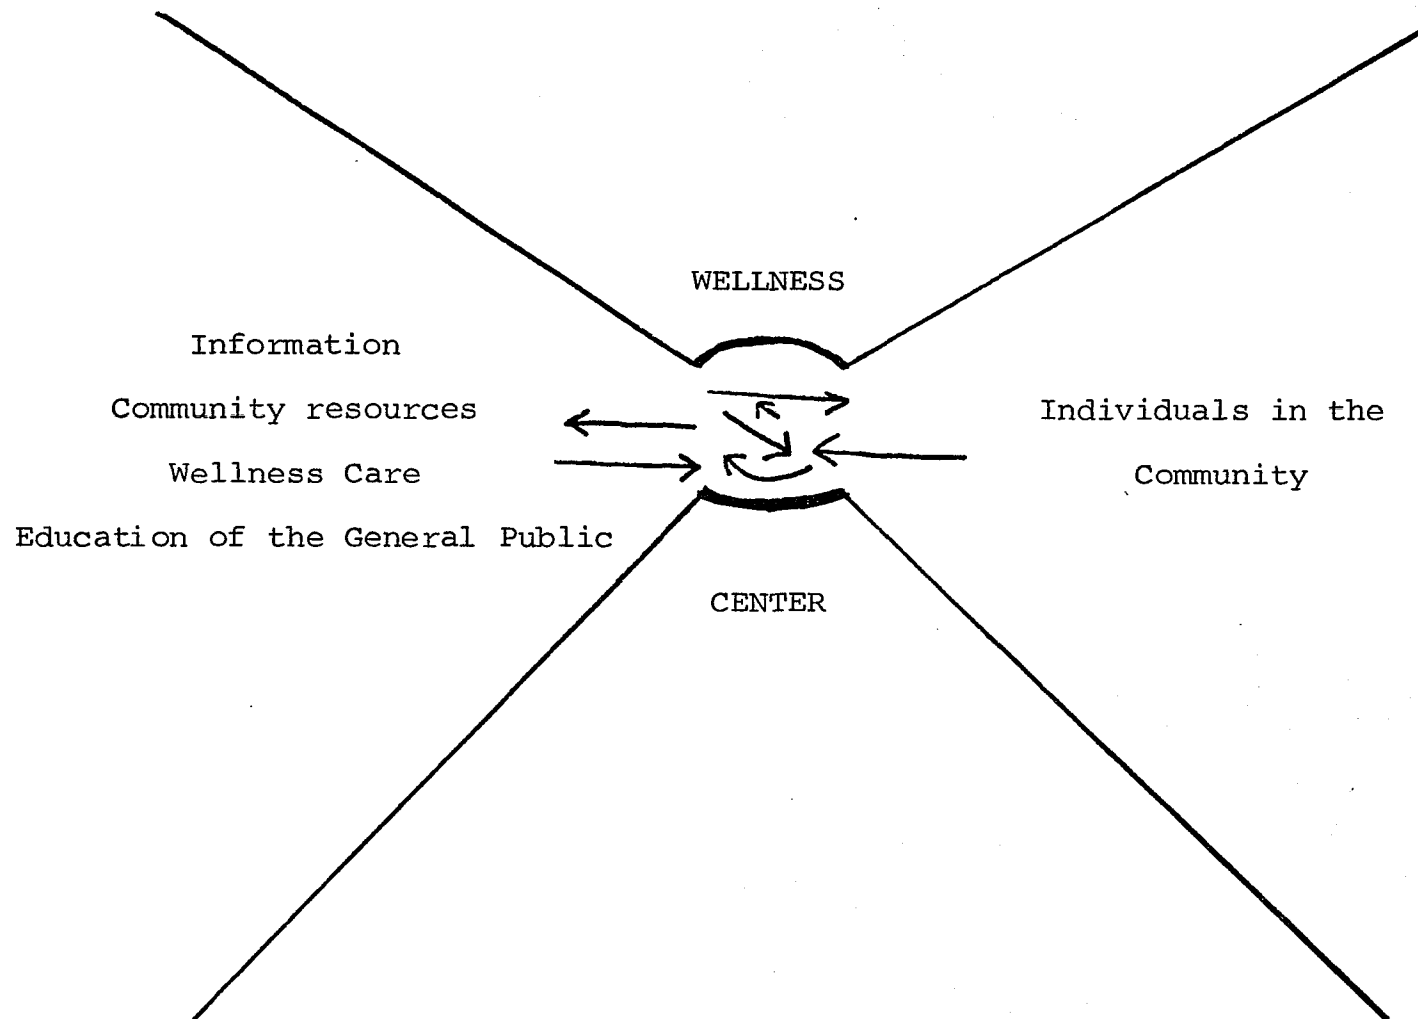 WELLNESS
Information
Community resources
Wellness Care
Education of the General Public
Individuals in the
Community
CENTER